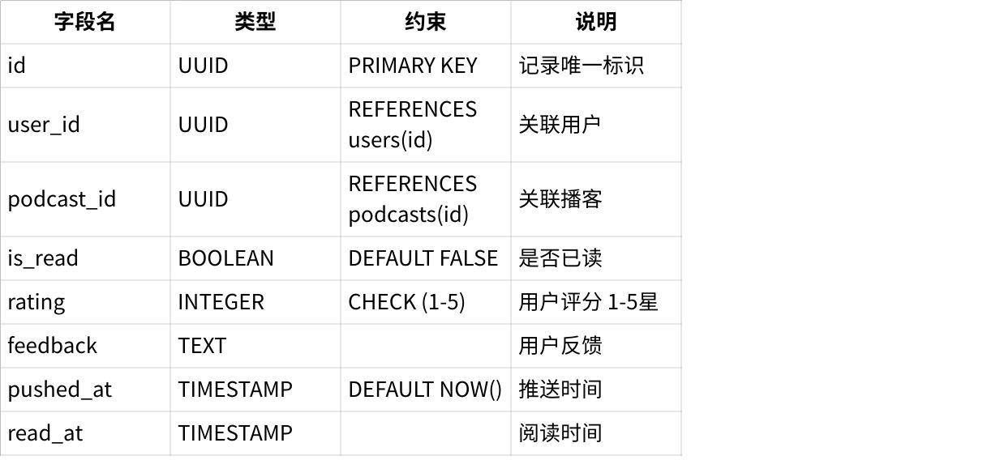 字段名 类型 约束 说明
id UUID PRIMARY KEY 记录唯一标识
user_id UUID REFERENCES users(id) 关联用户
podcast_id UUID REFERENCES podcasts(id) 关联播客
is_read BOOLEAN DEFAULT FALSE 是否已读
rating INTEGER CHECK (1-5) 用户评分 1-5星
feedback TEXT 用户反馈
pushed_at TIMESTAMP DEFAULT NOW() 推送时间
read_at TIMESTAMP 阅读时间